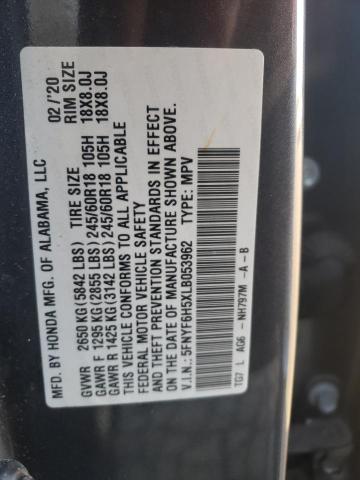 MFD. BY HONDA MFG. OF ALABAMA, LLC 02/'20
TIRE SIZE RIM SIZE
GVWR 2650 KG (5842 LBS)
GAWR F 1295 KG (2855 LBS) 245/60R18 105H 18X8.0J
GAWR R 1425 KG (3142 LBS) 245/60R18 105H 18X8.0J
THIS VEHICLE CONFORMS TO ALL APPLICABLE
FEDERAL MOTOR VEHICLE SAFETY
AND THEFT PREVENTION STANDARDS IN EFFECT
ON THE DATE OF MANUFACTURE SHOWN ABOVE.
V.I.N.: 5FNYF6H5XLB053962 TYPE: MPV
TG7 L AG6 -NH797M -A -B